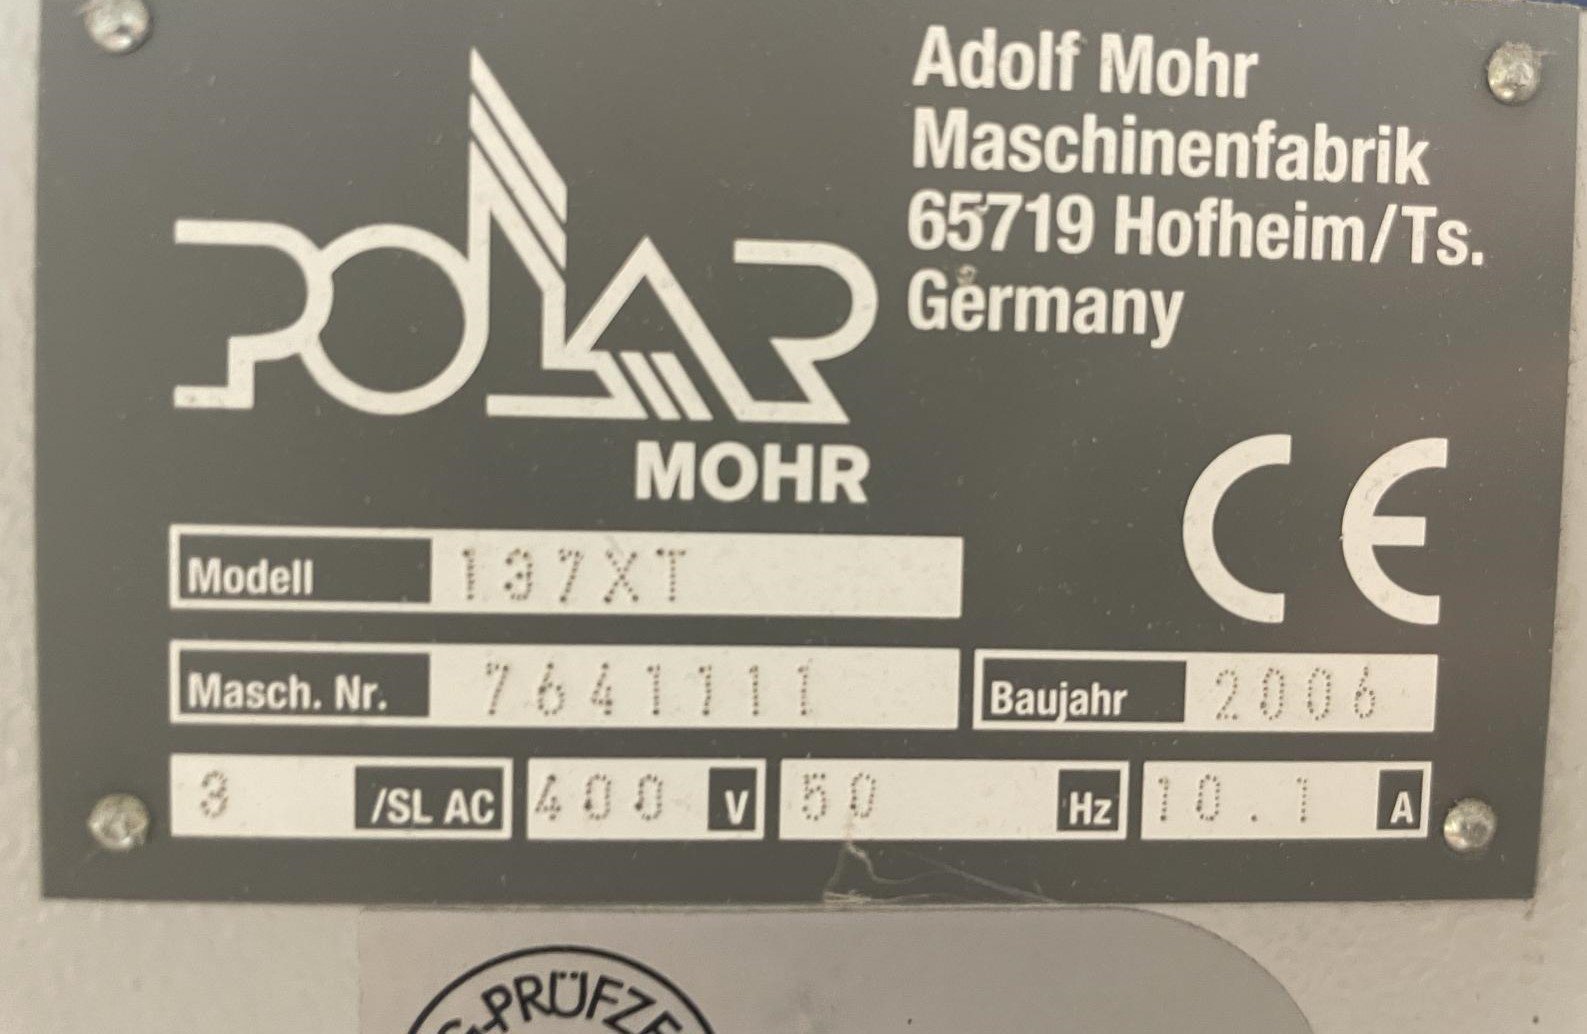 POLAR
MOHR
Adolf Mohr
Maschinenfabrik
65719 Hofheim/Ts.
Germany
CE
Modell 137XT
Masch. Nr. 7641111
Baujahr 2006
3 /SL AC 400 V 50 Hz 10.1 A